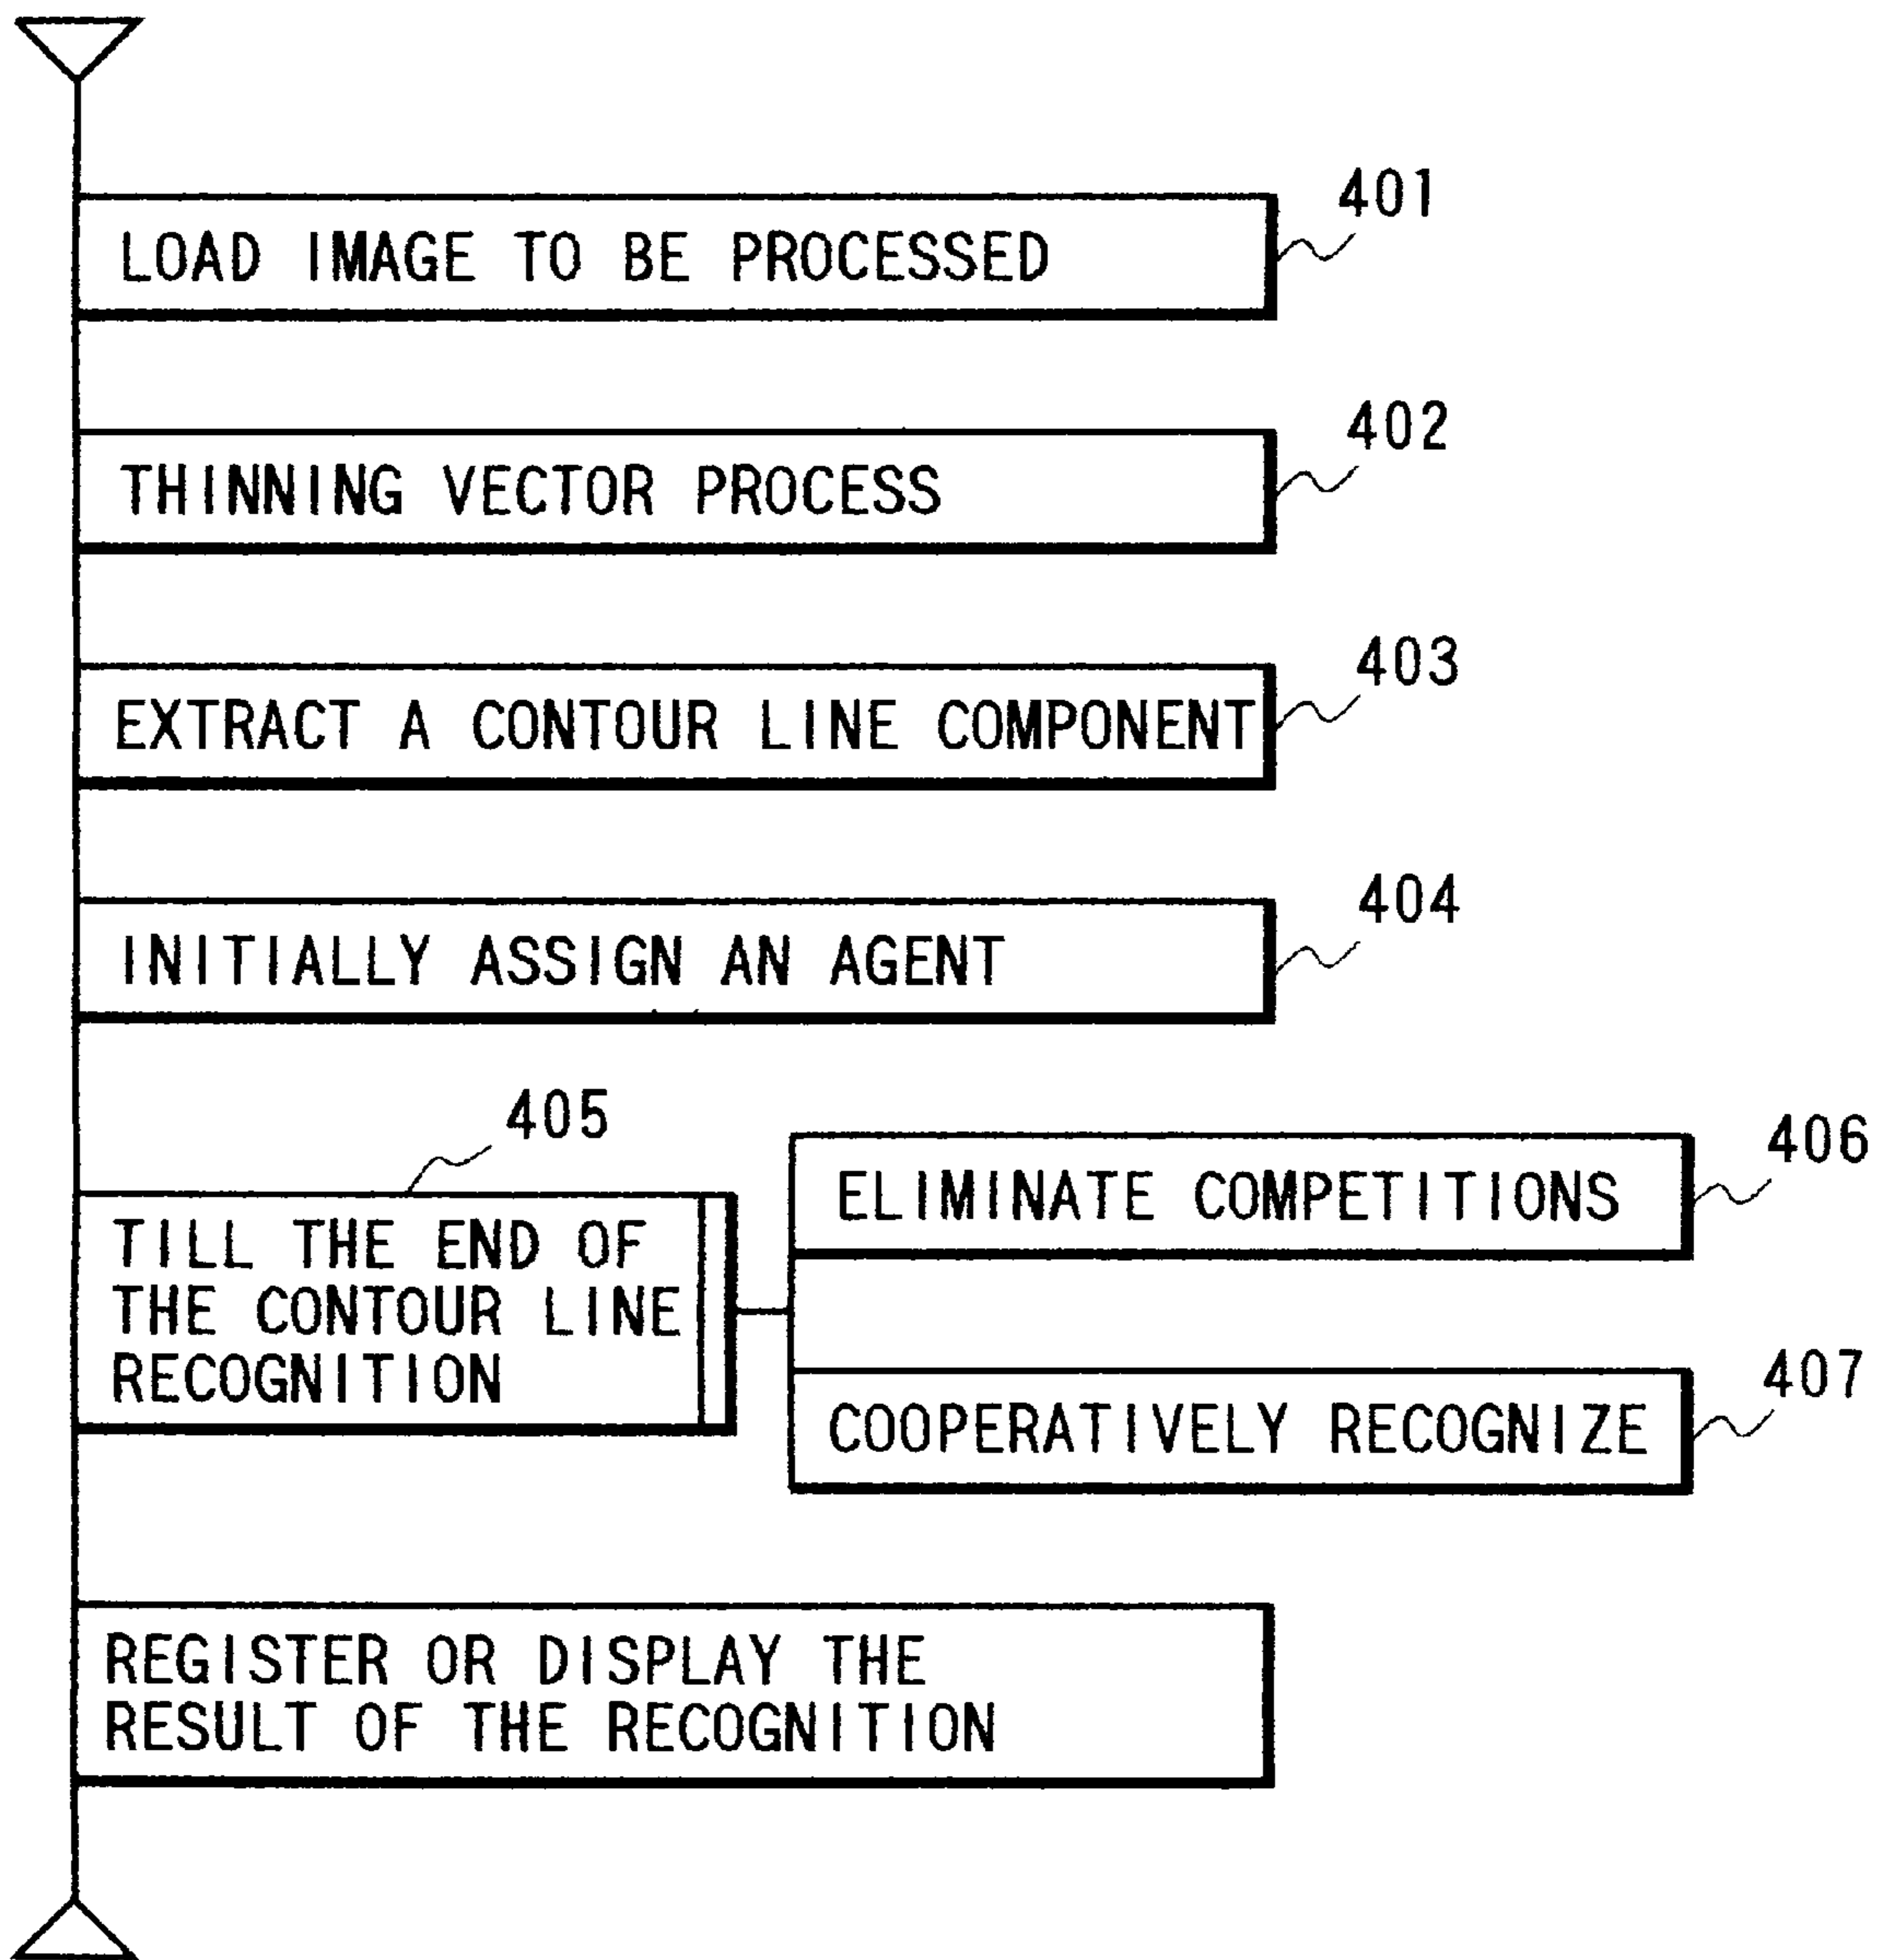 401
LOAD IMAGE TO BE PROCESSED
402
THINNING VECTOR PROCESS
403
EXTRACT A CONTOUR LINE COMPONENT
404
INITIALLY ASSIGN AN AGENT
405
TILL THE END OF
THE CONTOUR LINE
RECOGNITION
406
ELIMINATE COMPETITIONS
407
COOPERATIVELY RECOGNIZE
REGISTER OR DISPLAY THE
RESULT OF THE RECOGNITION